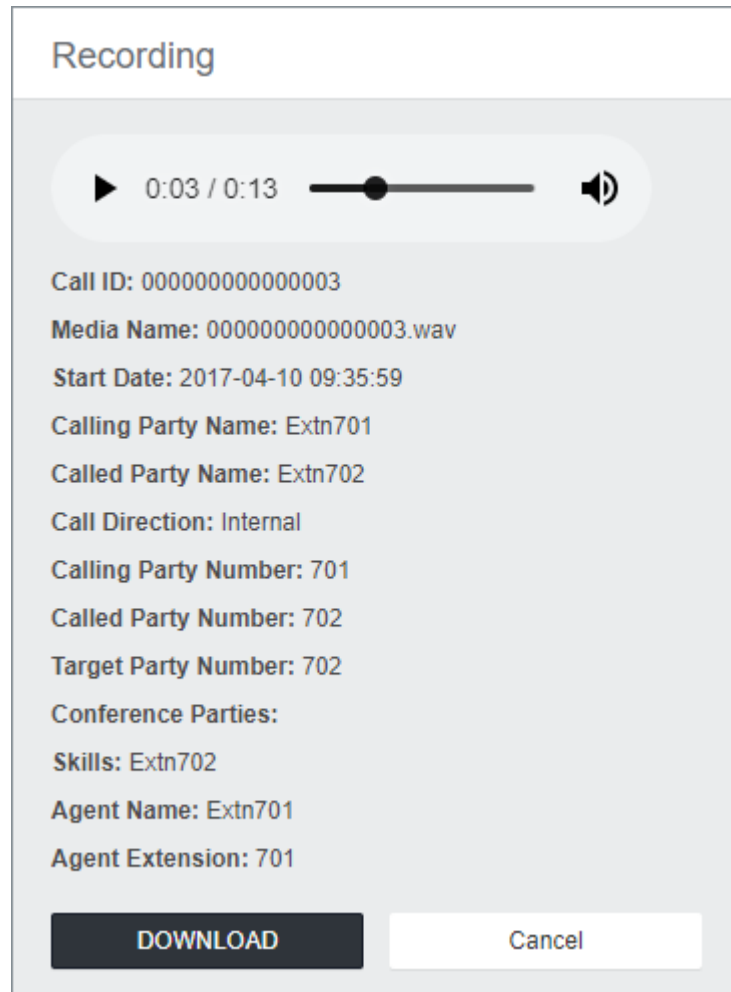 Recording
0:03 / 0:13
Call ID: 000000000000003
Media Name: 000000000000003.wav
Start Date: 2017-04-10 09:35:59
Calling Party Name: Extn701
Called Party Name: Extn702
Call Direction: Internal
Calling Party Number: 701
Called Party Number: 702
Target Party Number: 702
Conference Parties:
Skills: Extn702
Agent Name: Extn701
Agent Extension: 701
DOWNLOAD Cancel